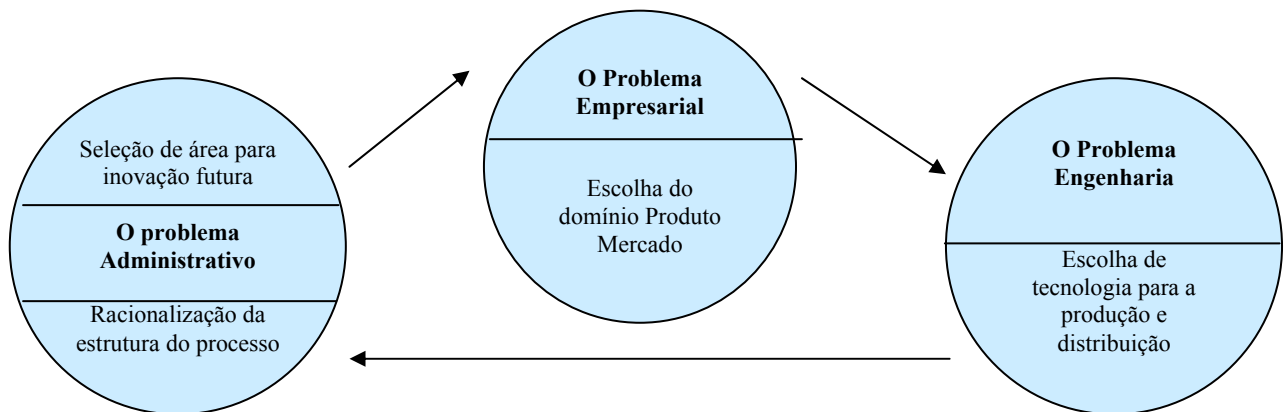 Seleção de área para
inovação futura
O problema
Administrativo
Racionalização da
estrutura do processo
O Problema
Empresarial
Escolha do
domínio Produto
Mercado
O Problema
Engenharia
Escolha de
tecnologia para a
produção e
distribuição